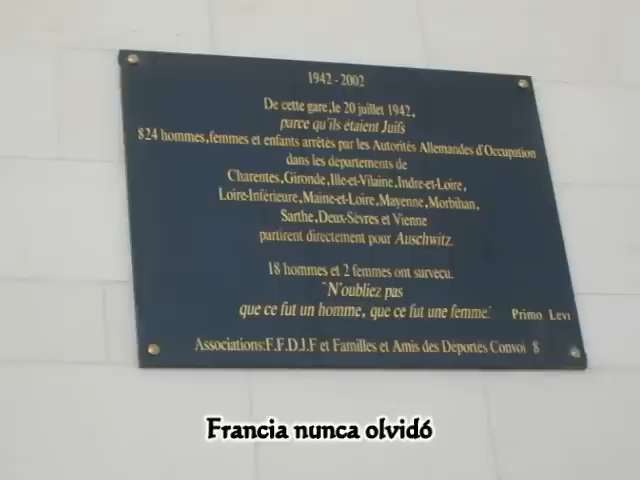 1942-2002
De cette gare, le 20 juillet 1942,
parce qu'ils étaient Juifs
824 hommes, femmes et enfants arrêtés par les Autorités Allemandes d'Occupation
dans les départements de
Charentes, Gironde, Ille-et-Vilaine, Indre-et-Loire,
Loire-Inférieure, Maine-et-Loire, Mayenne, Morbihan,
Sarthe, Deux-Sèvres et Vienne
partirent directement pour Auschwitz.
18 hommes et 2 femmes ont survécu.
"N'oubliez pas
que ce fut un homme, que ce fut une femme." Primo Levi
Associations: F.F.D.J.F et Familles et Amis des Déportés Convoi 8
Francia nunca olvidó